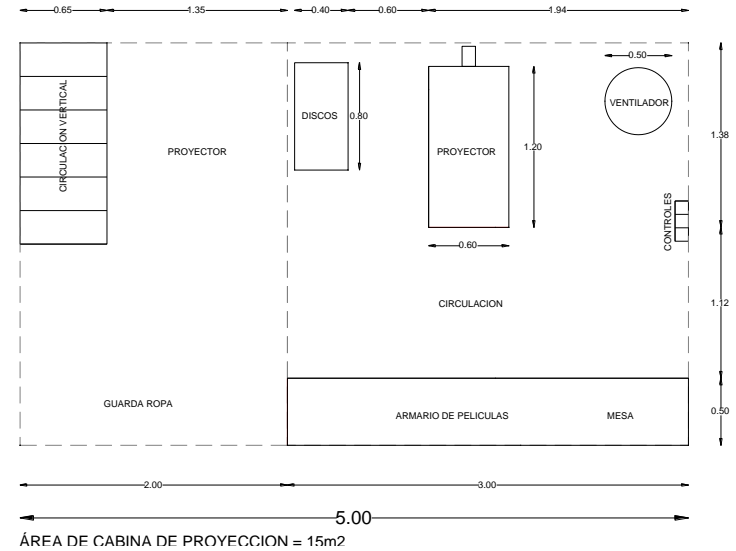 0.65
1.35
0.40
0.60
1.94
0.50
CIRCULACION VERTICAL
PROYECTOR
DISCOS
0.80
PROYECTOR
1.20
VENTILADOR
1.38
0.60
CONTROLES
CIRCULACION
1.12
GUARDA ROPA
ARMARIO DE PELICULAS
MESA
0.50
2.00
3.00
5.00
ÁREA DE CABINA DE PROYECCION = 15m2